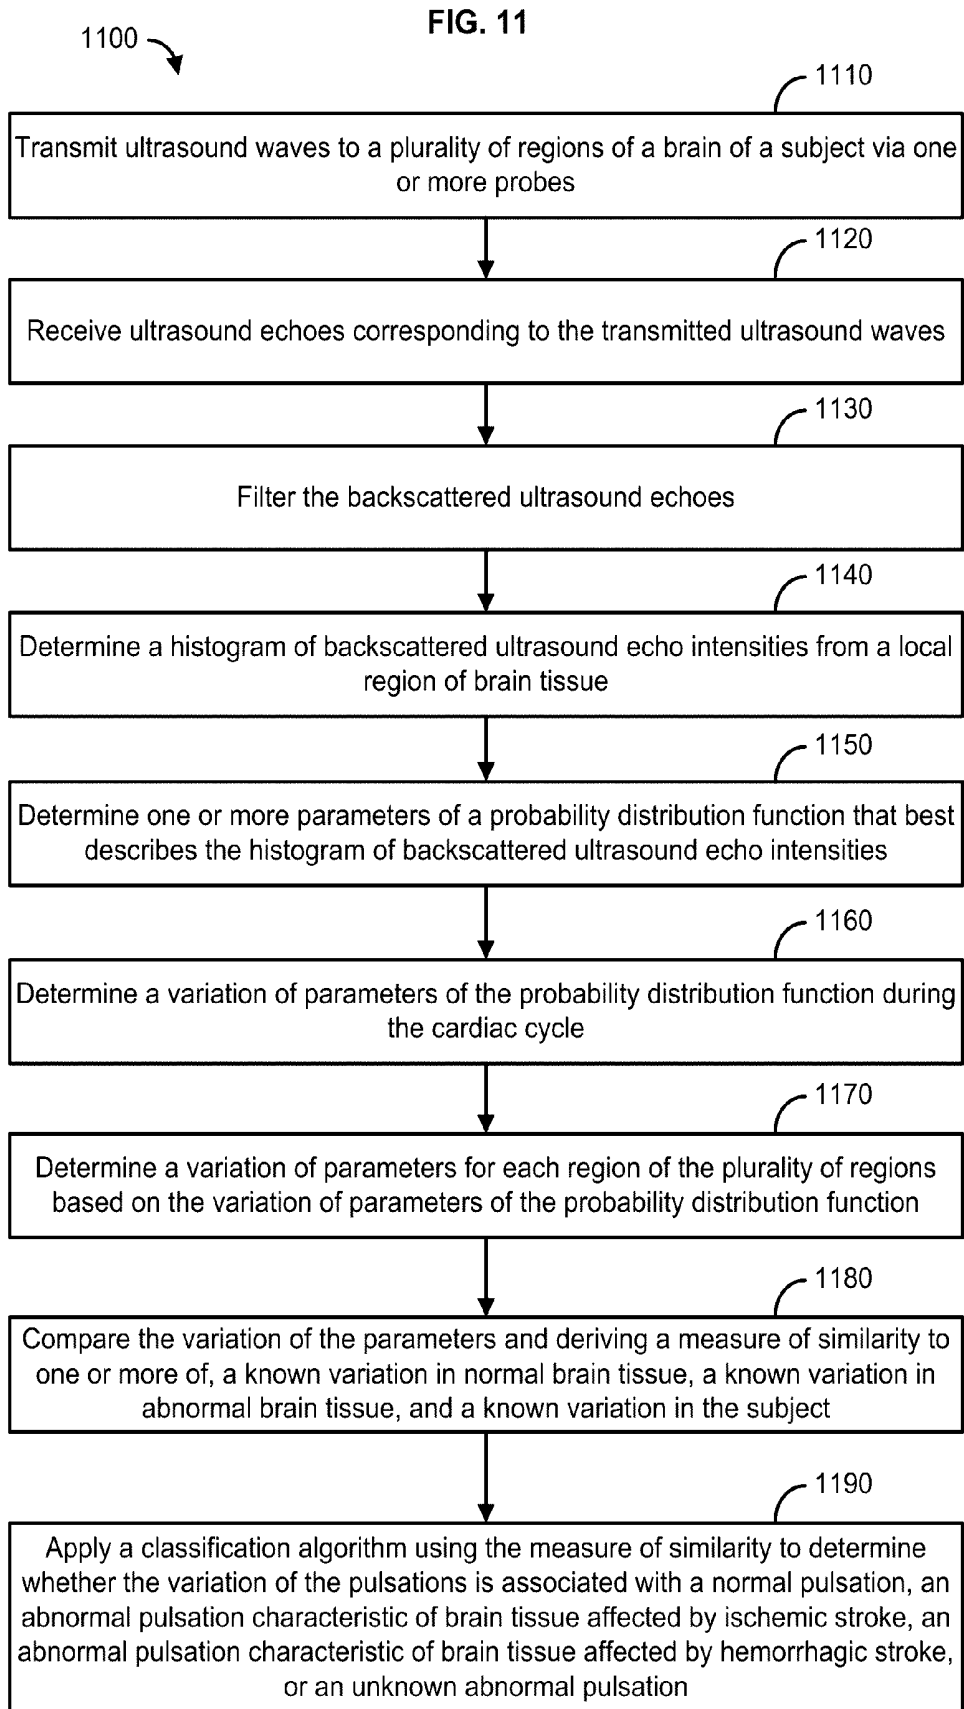 FIG. 11
1100
1110
Transmit ultrasound waves to a plurality of regions of a brain of a subject via one
or more probes
1120
Receive ultrasound echoes corresponding to the transmitted ultrasound waves
1130
Filter the backscattered ultrasound echoes
1140
Determine a histogram of backscattered ultrasound echo intensities from a local
region of brain tissue
1150
Determine one or more parameters of a probability distribution function that best
describes the histogram of backscattered ultrasound echo intensities
1160
Determine a variation of parameters of the probability distribution function during
the cardiac cycle
1170
Determine a variation of parameters for each region of the plurality of regions
based on the variation of parameters of the probability distribution function
1180
Compare the variation of the parameters and deriving a measure of similarity to
one or more of, a known variation in normal brain tissue, a known variation in
abnormal brain tissue, and a known variation in the subject
1190
Apply a classification algorithm using the measure of similarity to determine
whether the variation of the pulsations is associated with a normal pulsation, an
abnormal pulsation characteristic of brain tissue affected by ischemic stroke, an
abnormal pulsation characteristic of brain tissue affected by hemorrhagic stroke,
or an unknown abnormal pulsation